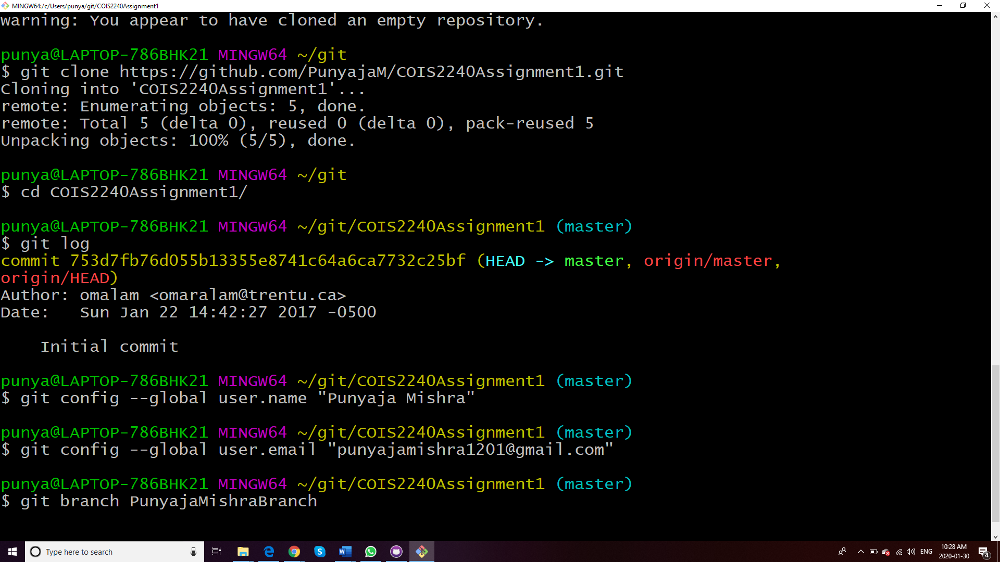 MINGW64:/c/Users/punya/git/COIS2240Assignment1
warning: You appear to have cloned an empty repository.
punya@LAPTOP-786BHK21 MINGW64 ~/git
$ git clone https://github.com/PunyajaM/COIS2240Assignment1.git
Cloning into 'COIS2240Assignment1'...
remote: Enumerating objects: 5, done.
remote: Total 5 (delta 0), reused 0 (delta 0), pack-reused 5
Unpacking objects: 100% (5/5), done.
punya@LAPTOP-786BHK21 MINGW64 ~/git
$ cd COIS2240Assignment1/
punya@LAPTOP-786BHK21 MINGW64 ~/git/COIS2240Assignment1 (master)
$ git log
commit 753d7fb76d055b13355e8741c64a6ca7732c25bf (HEAD -> master, origin/master,
origin/HEAD)
Author: omalam <omaralam@trentu.ca>
Date:   Sun Jan 22 14:42:27 2017 -0500
    Initial commit
punya@LAPTOP-786BHK21 MINGW64 ~/git/COIS2240Assignment1 (master)
$ git config --global user.name "Punyaja Mishra"
punya@LAPTOP-786BHK21 MINGW64 ~/git/COIS2240Assignment1 (master)
$ git config --global user.email "punyajamishra1201@gmail.com"
punya@LAPTOP-786BHK21 MINGW64 ~/git/COIS2240Assignment1 (master)
$ git branch PunyajaMishraBranch
Type here to search
ENG
10:28 AM
2020-01-30
4